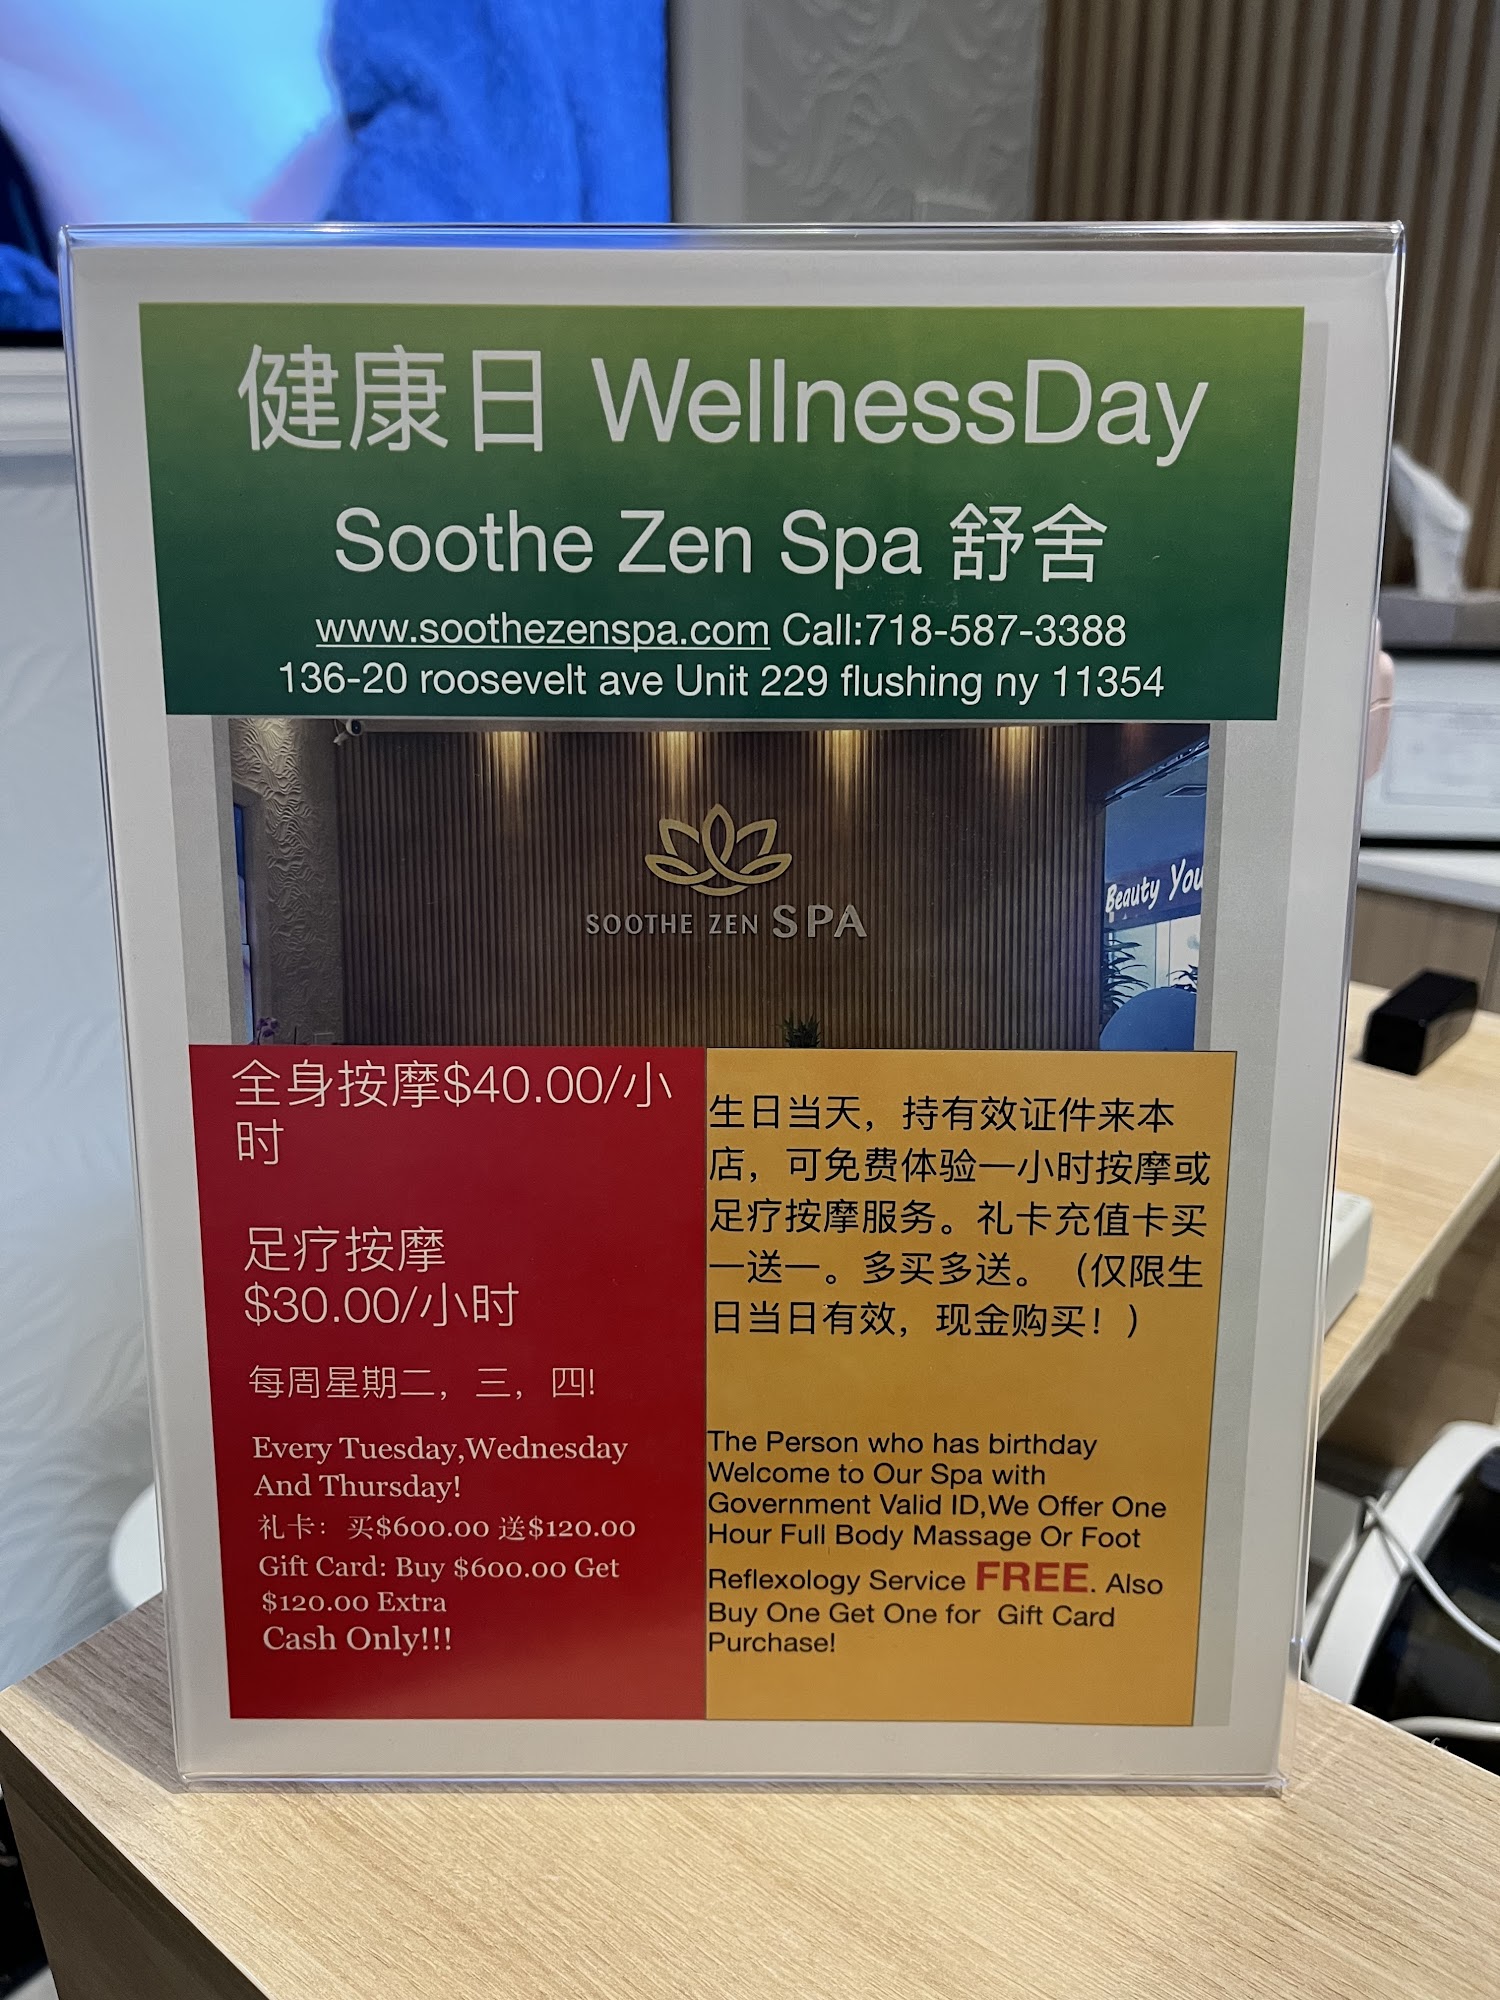 健康日 WellnessDay
Soothe Zen Spa 舒舍
www.soothezenspa.com Call:718-587-3388
136-20 roosevelt ave Unit 229 flushing ny 11354
SOOTHE ZEN SPA
Beauty You
全身按摩$40.00/小
时
足疗按摩
$30.00/小时
每周星期二，三，四!
Every Tuesday,Wednesday
And Thursday!
礼卡：买$600.00 送$120.00
Gift Card: Buy $600.00 Get
$120.00 Extra
Cash Only!!!
生日当天，持有效证件来本
店，可免费体验一小时按摩或
足疗按摩服务。礼卡充值卡买
一送一。多买多送。（仅限生
日当日有效，现金购买！）
The Person who has birthday
Welcome to Our Spa with
Government Valid ID,We Offer One
Hour Full Body Massage Or Foot
Reflexology Service FREE. Also
Buy One Get One for Gift Card
Purchase!